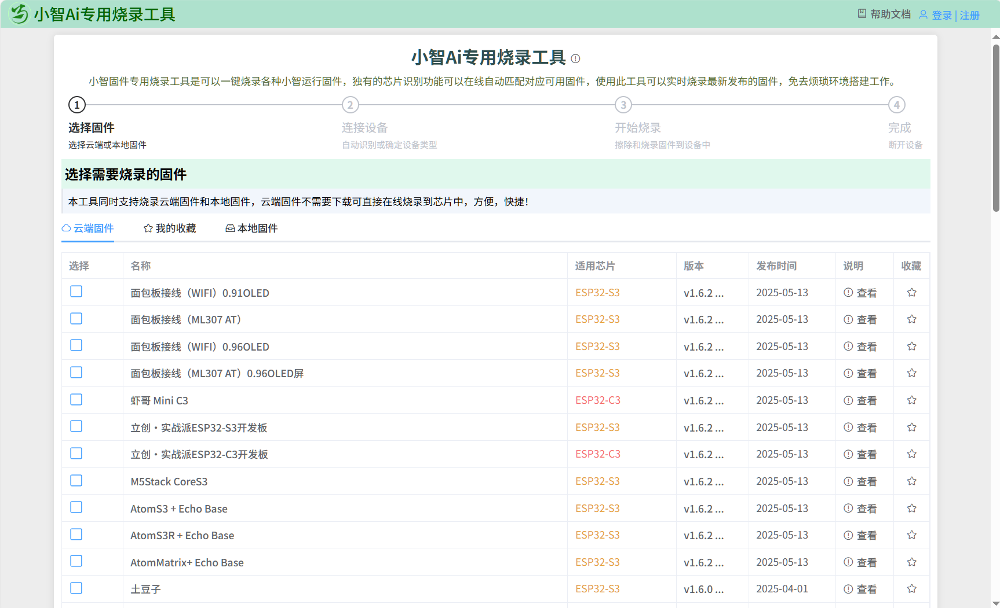 小智Ai专用烧录工具
帮助文档 登录 | 注册
小智Ai专用烧录工具
小智固件专用烧录工具是可以一键烧录各种小智运行固件，独有的芯片识别功能可以在线自动匹配对应可用固件，使用此工具可以实时烧录最新发布的固件，免去烦琐环境搭建工作。
1 2 3 4
选择固件 连接设备 开始烧录 完成
选择云端或本地固件 自动识别或确定设备类型 擦除和烧录固件到设备中 断开设备
选择需要烧录的固件
本工具同时支持烧录云端固件和本地固件，云端固件不需要下载可直接在线烧录到芯片中，方便，快捷！
云端固件 我的收藏 本地固件
选择 名称 适用芯片 版本 发布时间 说明 收藏
面包板接线（WIFI）0.91OLED ESP32-S3 v1.6.2 ... 2025-05-13 查看
面包板接线（ML307 AT） ESP32-S3 v1.6.2 ... 2025-05-13 查看
面包板接线（WIFI）0.96OLED ESP32-S3 v1.6.2 ... 2025-05-13 查看
面包板接线（ML307 AT）0.96OLED屏 ESP32-S3 v1.6.2 ... 2025-05-13 查看
虾哥 Mini C3 ESP32-C3 v1.6.2 ... 2025-05-13 查看
立创・实战派ESP32-S3开发板 ESP32-S3 v1.6.2 ... 2025-05-13 查看
立创・实战派ESP32-C3开发板 ESP32-C3 v1.6.2 ... 2025-05-13 查看
M5Stack CoreS3 ESP32-S3 v1.6.2 ... 2025-05-13 查看
AtomS3 + Echo Base ESP32-S3 v1.6.2 ... 2025-05-13 查看
AtomS3R + Echo Base ESP32-S3 v1.6.2 ... 2025-05-13 查看
AtomMatrix+ Echo Base ESP32-S3 v1.6.2 ... 2025-05-13 查看
土豆子 ESP32-S3 v1.6.0 ... 2025-04-01 查看